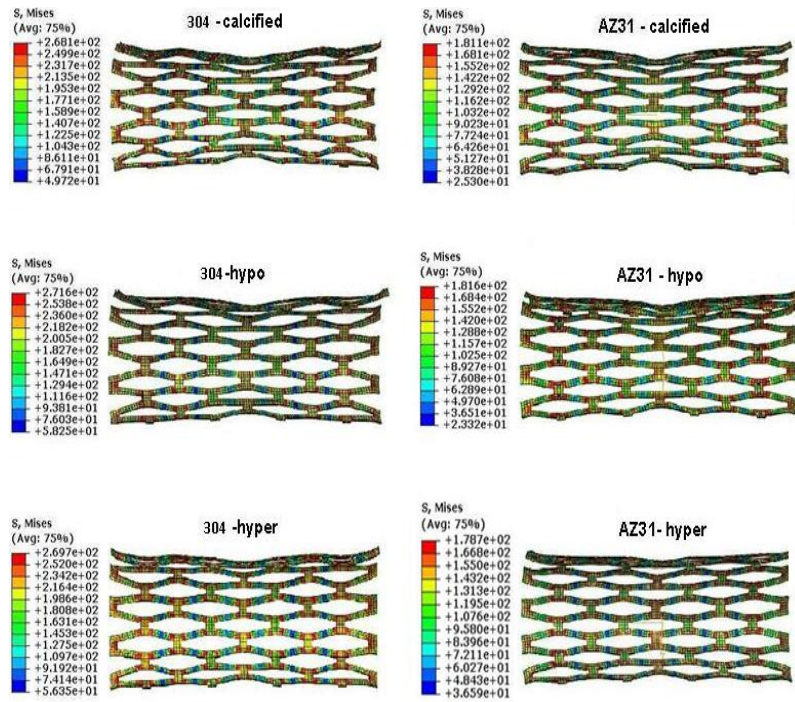 304 - calcified
S, Mises
(Avg: 75%)
+2.681e+02
+2.499e+02
+2.317e+02
+2.135e+02
+1.953e+02
+1.771e+02
+1.589e+02
+1.407e+02
+1.225e+02
+1.043e+02
+8.611e+01
+6.791e+01
+4.972e+01
AZ31 - calcified
S, Mises
(Avg: 75%)
+1.811e+02
+1.681e+02
+1.552e+02
+1.422e+02
+1.292e+02
+1.162e+02
+1.032e+02
+9.023e+01
+7.724e+01
+6.426e+01
+5.127e+01
+3.828e+01
+2.530e+01
304-hypo
S, Mises
(Avg: 75%)
+2.716e+02
+2.538e+02
+2.360e+02
+2.182e+02
+2.005e+02
+1.827e+02
+1.649e+02
+1.471e+02
+1.294e+02
+1.116e+02
+9.381e+01
+7.603e+01
+5.825e+01
AZ31 - hypo
S, Mises
(Avg: 75%)
+1.816e+02
+1.684e+02
+1.552e+02
+1.420e+02
+1.288e+02
+1.157e+02
+1.025e+02
+8.927e+01
+7.608e+01
+6.289e+01
+4.970e+01
+3.651e+01
+2.332e+01
304 -hyper
S, Mises
(Avg: 75%)
+2.697e+02
+2.520e+02
+2.342e+02
+2.164e+02
+1.986e+02
+1.808e+02
+1.631e+02
+1.453e+02
+1.275e+02
+1.097e+02
+9.192e+01
+7.414e+01
+5.635e+01
AZ31- hyper
S, Mises
(Avg: 75%)
+1.787e+02
+1.668e+02
+1.550e+02
+1.432e+02
+1.313e+02
+1.195e+02
+1.076e+02
+9.580e+01
+8.396e+01
+7.211e+01
+6.027e+01
+4.843e+01
+3.659e+01